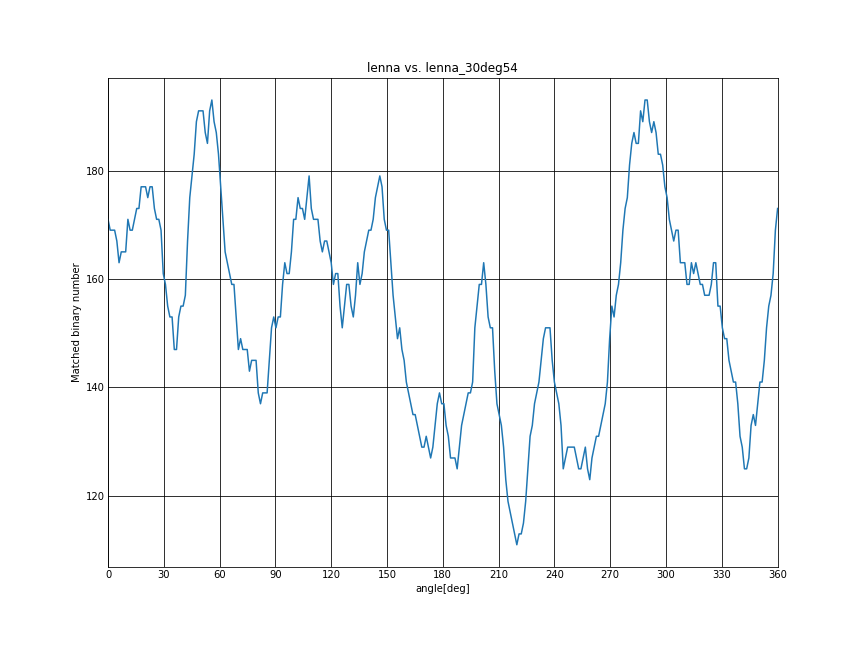 lenna vs. lenna_30deg54
Matched binary number
180
160
140
120
0 30 60 90 120 150 180 210 240 270 300 330 360
angle[deg]